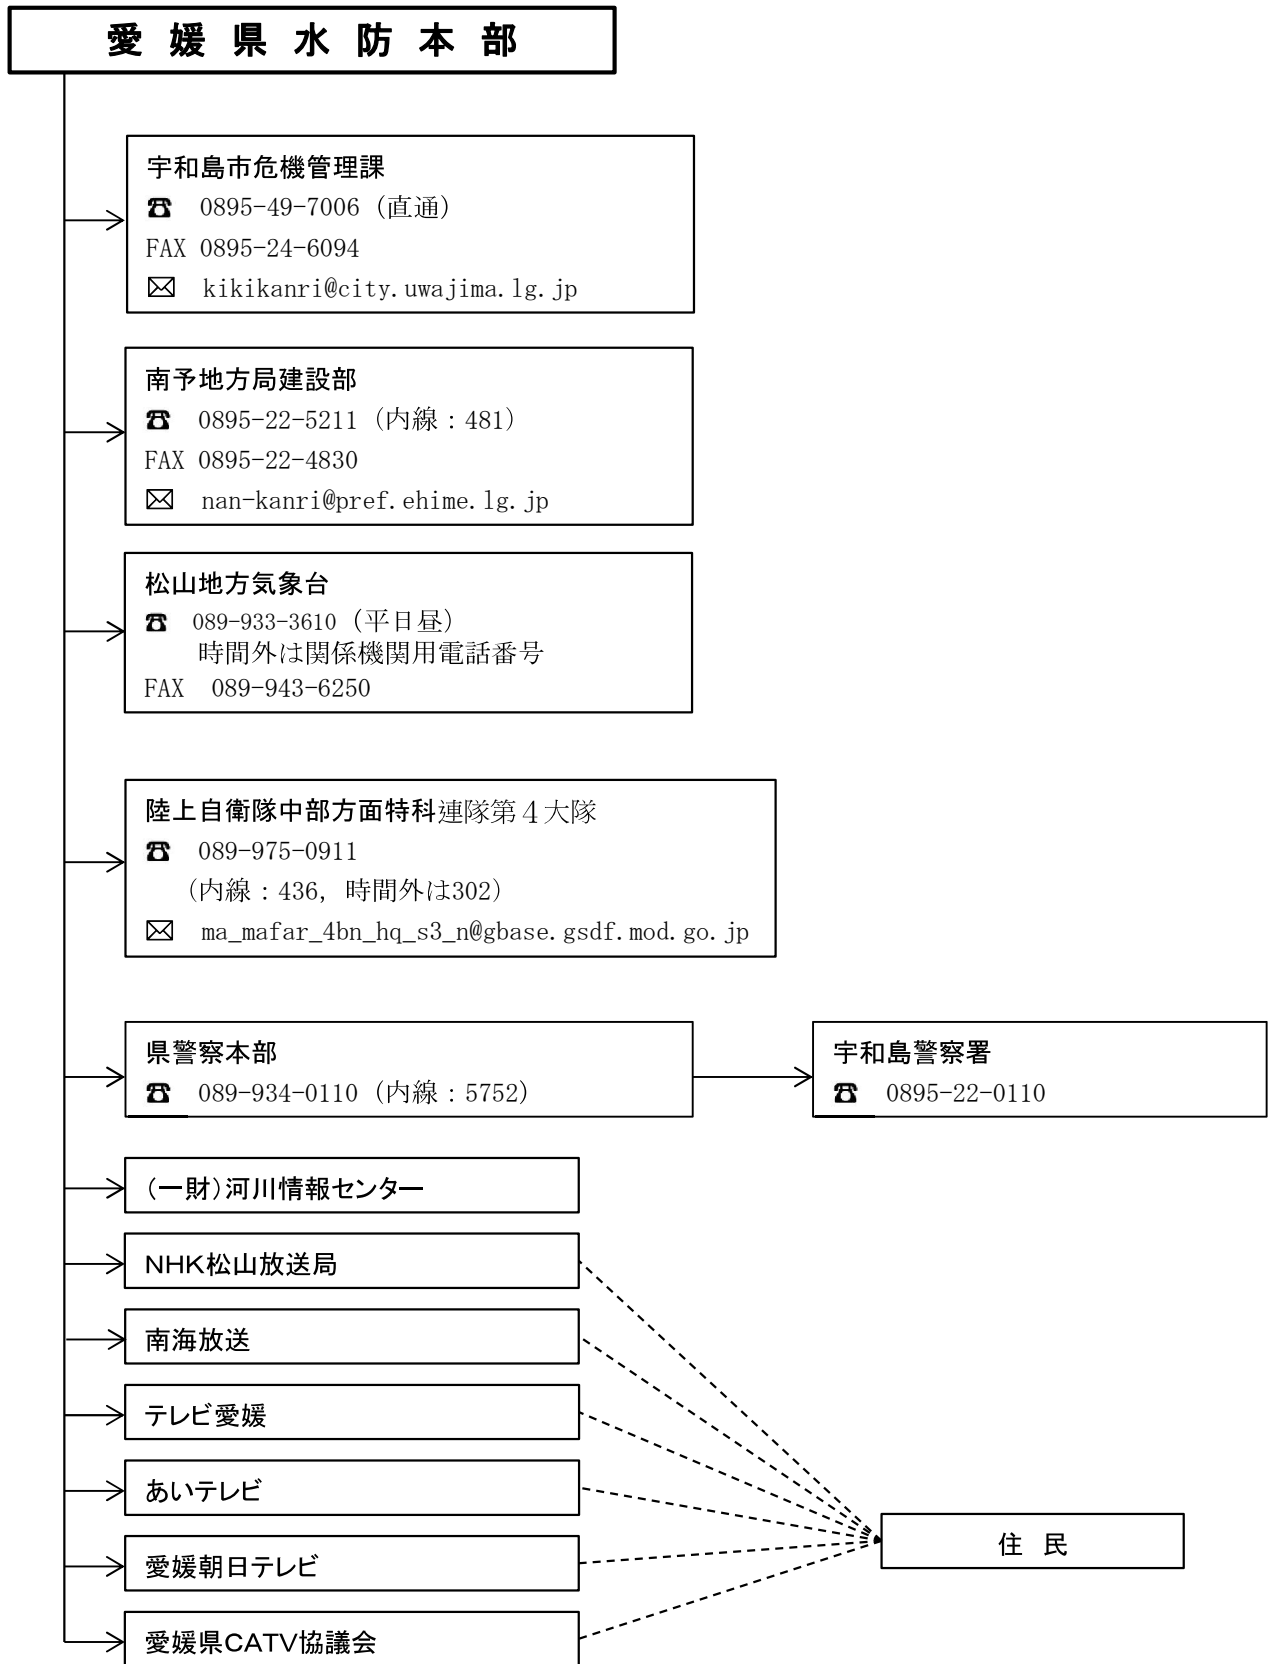 愛媛県水防本部
宇和島市危機管理課
☎ 0895-49-7006（直通）
FAX 0895-24-6094
✉ kikikanri@city.uwajima.lg.jp
南予地方局建設部
☎ 0895-22-5211（内線：481）
FAX 0895-22-4830
✉ nan-kanri@pref.ehime.lg.jp
松山地方気象台
☎ 089-933-3610（平日昼）
時間外は関係機関用電話番号
FAX 089-943-6250
陸上自衛隊中部方面特科連隊第４大隊
☎ 089-975-0911
（内線：436，時間外は302）
✉ ma_mafar_4bn_hq_s3_n@gbase.gsdf.mod.go.jp
県警察本部
☎ 089-934-0110（内線：5752）
宇和島警察署
☎ 0895-22-0110
（一財）河川情報センター
ＮＨＫ松山放送局
南海放送
テレビ愛媛
あいテレビ
愛媛朝日テレビ
住民
愛媛県ＣＡＴＶ協議会